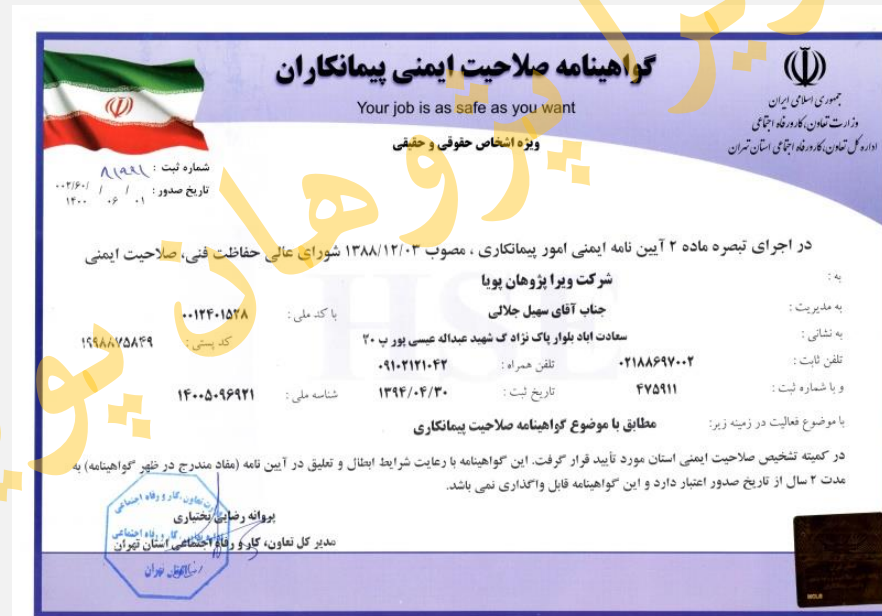 گواهینامه صلاحیت ایمنی پیمانکاران
Your job is as safe as you want
ویژه اشخاص حقوقی و حقیقی
جمهوری اسلامی ایران
وزارت تعاون، کار و رفاه اجتماعی
اداره کل تعاون، کار و رفاه اجتماعی استان تهران
شماره ثبت :
تاریخ صدور : ۱۴۰۰ / ۰۶ / ۰۱
در اجرای تبصره ماده ۲ آیین نامه ایمنی امور پیمانکاری ، مصوب ۱۳۸۸/۱۲/۰۳ شورای عالی حفاظت فنی، صلاحیت ایمنی
به : شرکت ویرا پژوهان پویا
به مدیریت : جناب آقای سهیل جلالی با کد ملی : ۰۰۱۲۴۰۱۵۲۸
به نشانی : سعادت اباد بلوار پاک نژاد ک شهید عبداله عیسی پور پ ۲۰ کد پستی : ۱۹۹۸۸۷۵۸۴۹
تلفن ثابت : ۰۲۱۸۸۶۹۷۰۰۲ تلفن همراه : ۰۹۱۰۲۱۲۱۰۴۲
و با شماره ثبت : ۴۷۵۹۱۱ تاریخ ثبت : ۱۳۹۴/۰۴/۳۰ شناسه ملی : ۱۴۰۰۵۰۹۶۹۲۱
با موضوع فعالیت در زمینه زیر: مطابق با موضوع گواهینامه صلاحیت پیمانکاری
در کمیته تشخیص صلاحیت ایمنی استان مورد تأیید قرار گرفت. این گواهینامه با رعایت شرایط ابطال و تعلیق در آیین نامه (مفاد مندرج در ظهر گواهینامه) به
مدت ۲ سال از تاریخ صدور اعتبار دارد و این گواهینامه قابل واگذاری نمی باشد.
پروانه رضایی بختیاری
مدیر کل تعاون، کار و رفاه اجتماعی استان تهران
HSE
ویرا پژوهان پویا